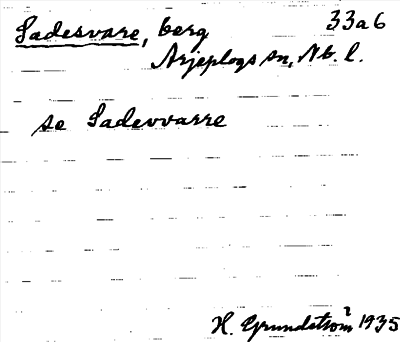 Sadesvare, berg 33a6
Arjeplogs sn, Nb. l.
se Sadevvarre
H. Grundström 1935